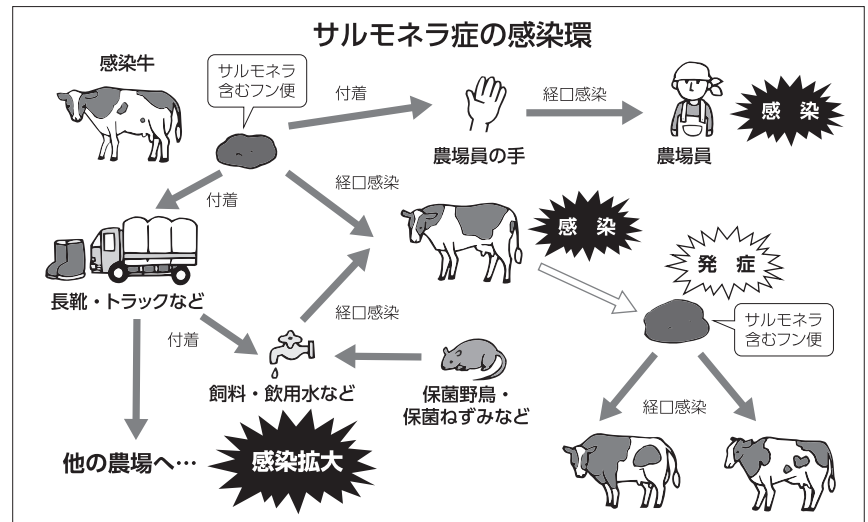 サルモネラ症の感染環
感染牛
サルモネラ
含むフン便
付着
経口感染
農場員の手
農場員
感 染
付着
経口感染
感 染
発 症
長靴・トラックなど
サルモネラ
含むフン便
付着
経口感染
飼料・飲用水など
保菌野鳥・
保菌ねずみなど
経口感染
他の農場へ…
感染拡大